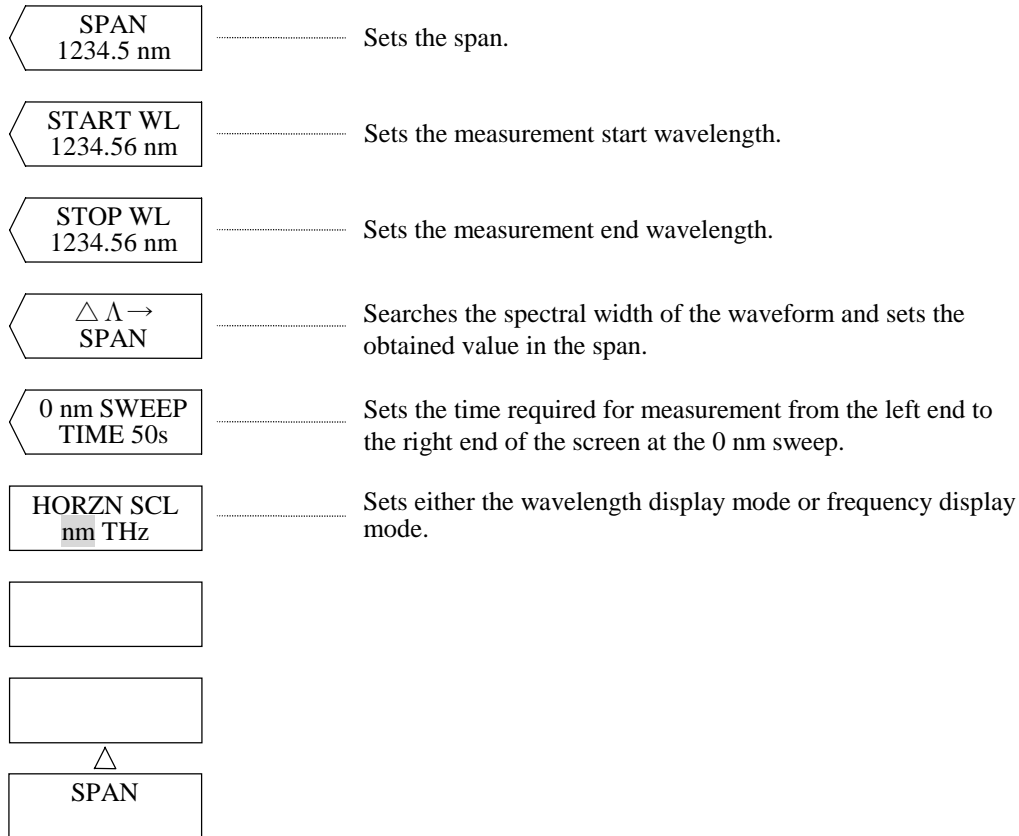 SPAN
1234.5 nm
Sets the span.
START WL
1234.56 nm
Sets the measurement start wavelength.
STOP WL
1234.56 nm
Sets the measurement end wavelength.
△ Λ →
SPAN
Searches the spectral width of the waveform and sets the
obtained value in the span.
0 nm SWEEP
TIME 50s
Sets the time required for measurement from the left end to
the right end of the screen at the 0 nm sweep.
HORZN SCL
nm THz
Sets either the wavelength display mode or frequency display
mode.
SPAN